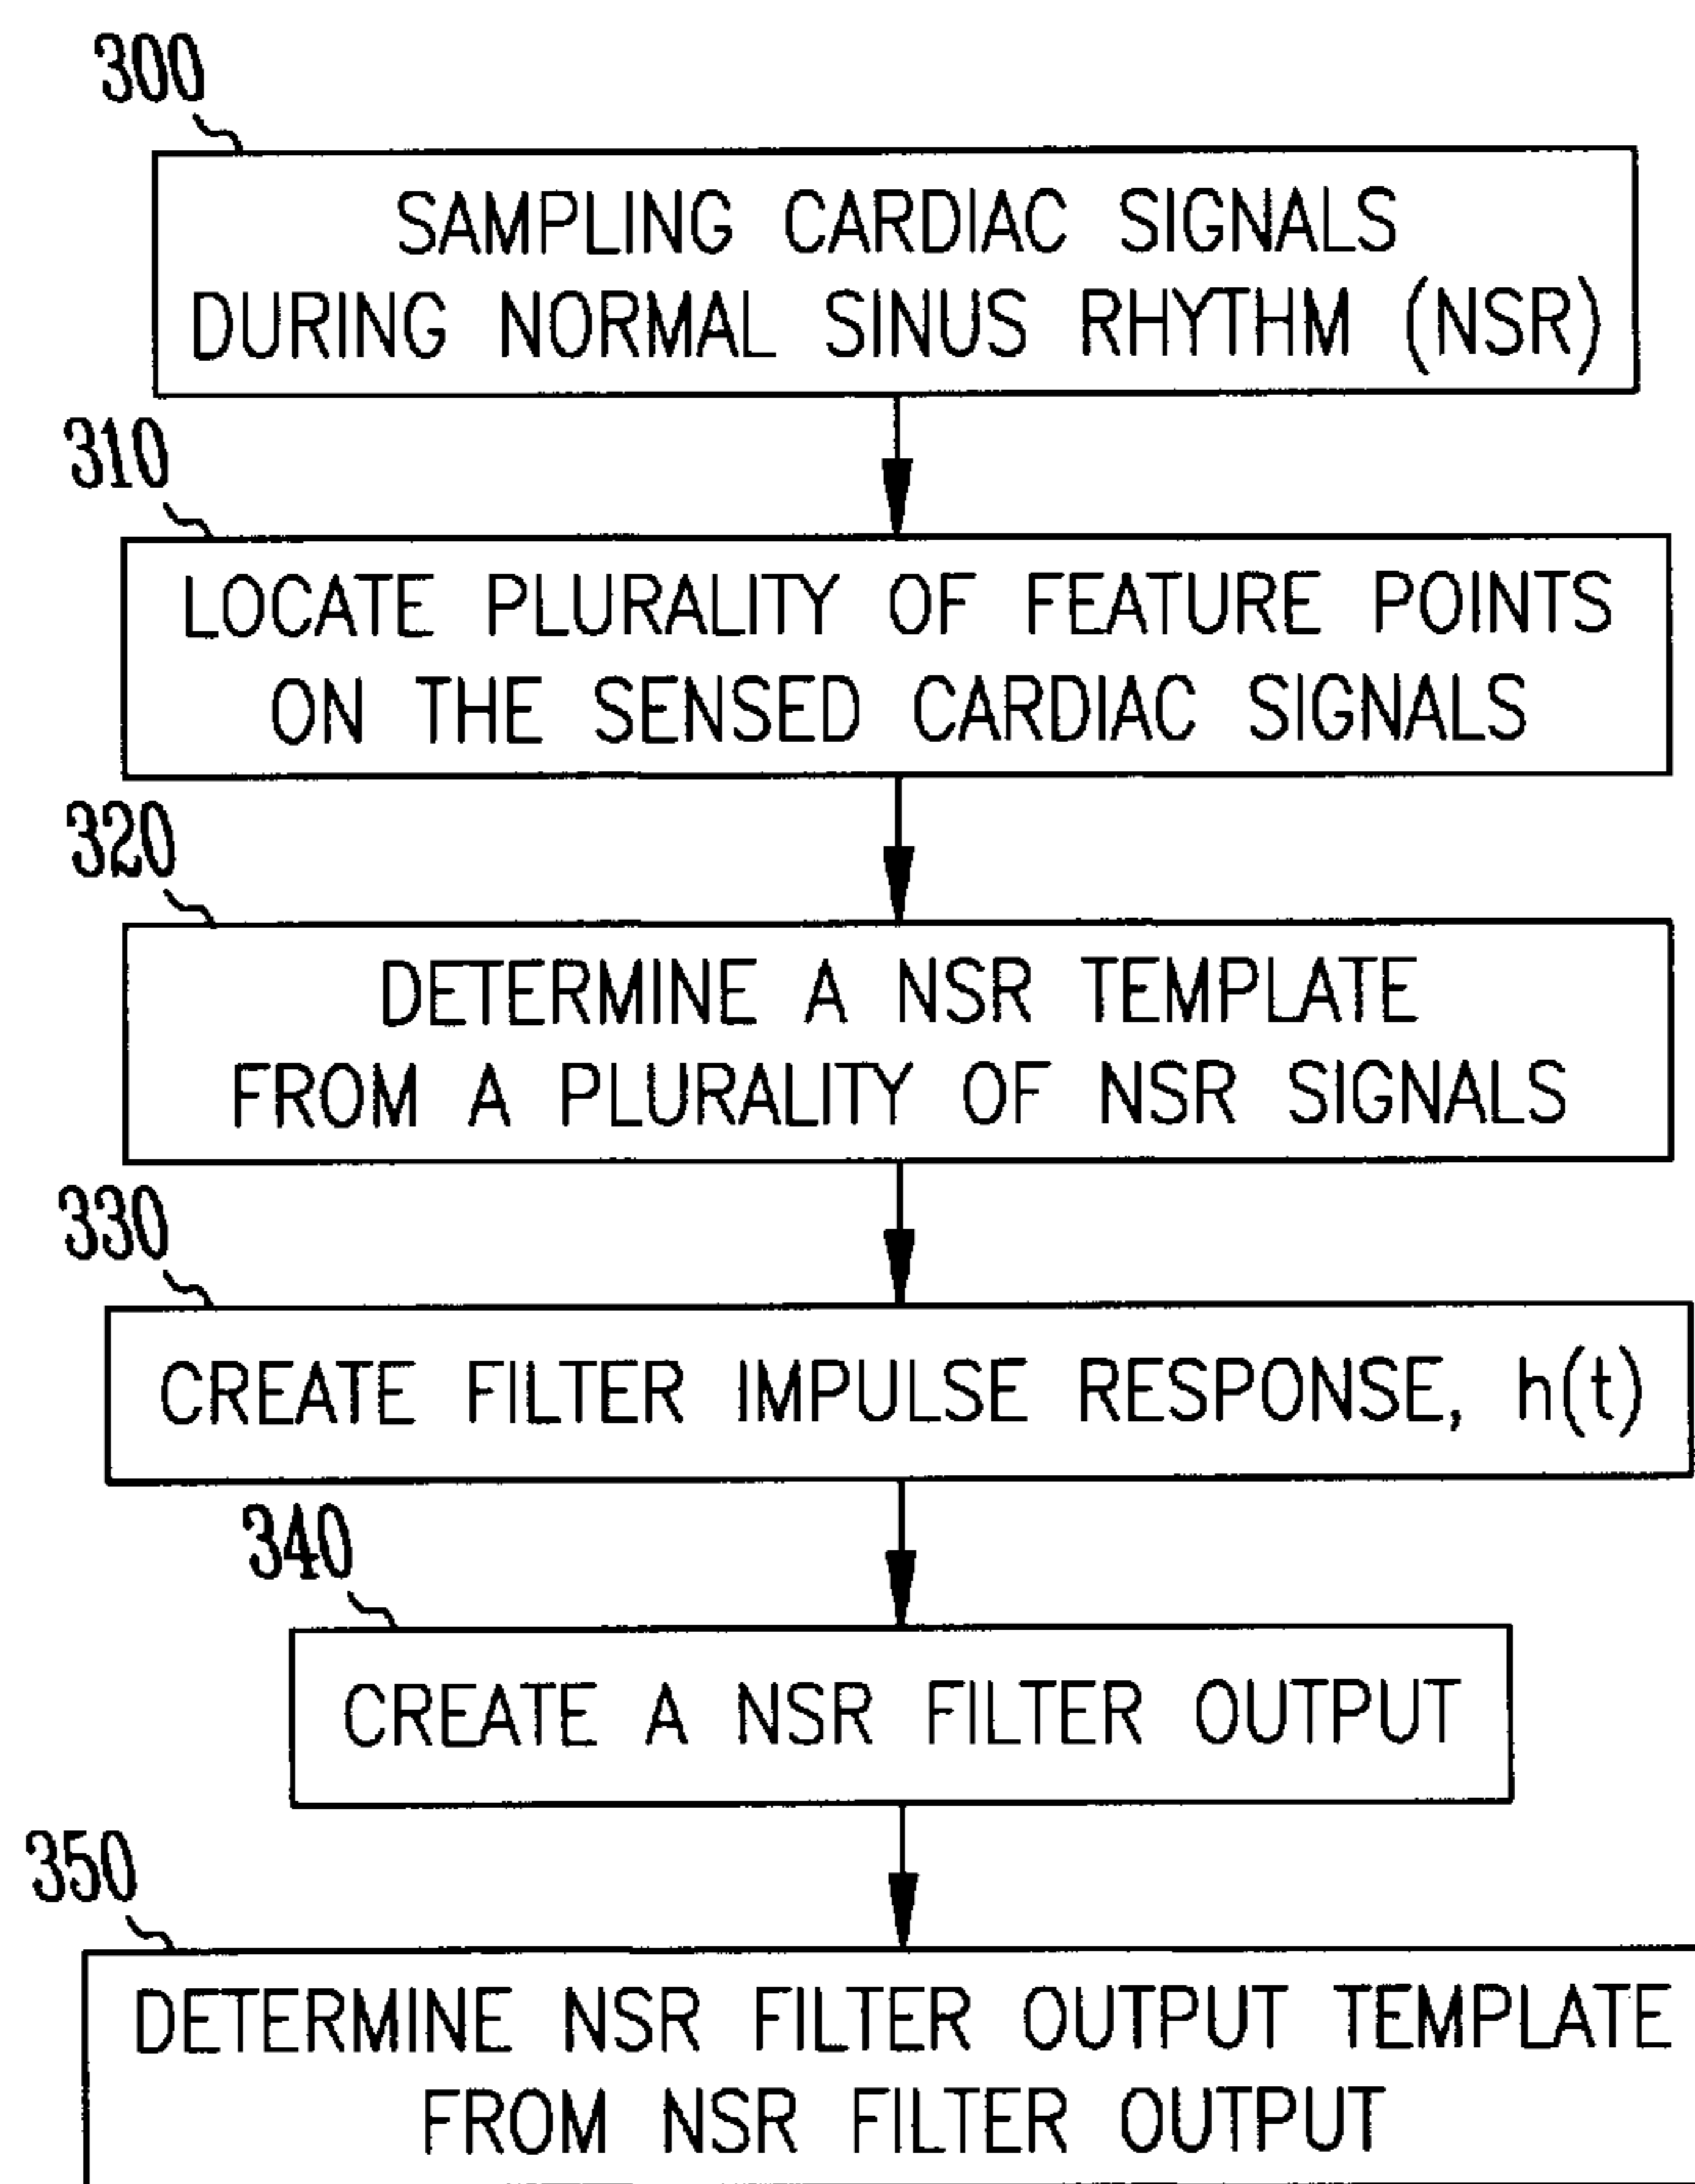 300
SAMPLING CARDIAC SIGNALS
DURING NORMAL SINUS RHYTHM (NSR)
310
LOCATE PLURALITY OF FEATURE POINTS
ON THE SENSED CARDIAC SIGNALS
320
DETERMINE A NSR TEMPLATE
FROM A PLURALITY OF NSR SIGNALS
330
CREATE FILTER IMPULSE RESPONSE, h(t)
340
CREATE A NSR FILTER OUTPUT
350
DETERMINE NSR FILTER OUTPUT TEMPLATE
FROM NSR FILTER OUTPUT